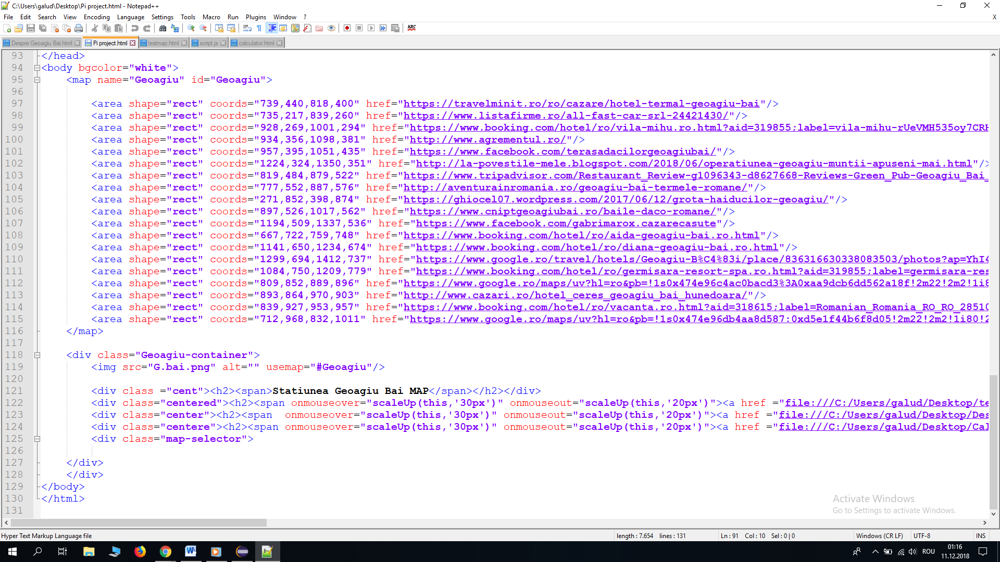 C:\Users\galud\Desktop\Pi project.html - Notepad++
File Edit Search View Encoding Language Settings Tools Macro Run Plugins Window ? X
Despre Geoagiu Bai.html Pi project.html testmap.html script.js calculator.html
93 </head>
94 <body bgcolor="white">
95 <map name="Geoagiu" id="Geoagiu">
96
97 <area shape="rect" coords="739,440,818,400" href="https://travelminit.ro/ro/cazare/hotel-termal-geoagiu-bai"/>
98 <area shape="rect" coords="735,217,839,260" href="https://www.listafirme.ro/all-fast-car-srl-24421430/"/>
99 <area shape="rect" coords="928,269,1001,294" href="https://www.booking.com/hotel/ro/vila-mihu.ro.html?aid=319855;label=vila-mihu-rUeVMH535oy7CRH
100 <area shape="rect" coords="934,356,1098,381" href="http://www.agrementul.ro/"/>
101 <area shape="rect" coords="957,395,1051,435" href="https://www.facebook.com/terasadacilorgeoagiubai/"/>
102 <area shape="rect" coords="1224,324,1350,351" href="http://la-povestile-mele.blogspot.com/2018/06/operatiunea-geoagiu-muntii-apuseni-mai.html"/>
103 <area shape="rect" coords="819,484,879,522" href="https://www.tripadvisor.com/Restaurant_Review-g1096343-d8627668-Reviews-Green_Pub-Geoagiu_Bai_
104 <area shape="rect" coords="777,552,887,576" href="http://aventurainromania.ro/geoagiu-bai-termele-romane/"/>
105 <area shape="rect" coords="271,852,398,874" href="https://ghiocel07.wordpress.com/2017/06/12/grota-haiducilor-geoagiu/"/>
106 <area shape="rect" coords="897,526,1017,562" href="https://www.cniptgeoagiubai.ro/baile-daco-romane/"/>
107 <area shape="rect" coords="1194,509,1337,536" href="https://www.facebook.com/gabrimarox.cazarecasute"/>
108 <area shape="rect" coords="667,722,759,748" href="https://www.booking.com/hotel/ro/aida-geoagiu-bai.ro.html"/>
109 <area shape="rect" coords="1141,650,1234,674" href="https://www.booking.com/hotel/ro/diana-geoagiu-bai.ro.html"/>
110 <area shape="rect" coords="1299,694,1412,737" href="https://www.google.ro/travel/hotels/Geoagiu-B%C4%83i/place/836316630338083503/photos?ap=YhI4
111 <area shape="rect" coords="1084,750,1209,779" href="https://www.booking.com/hotel/ro/germisara-resort-spa.ro.html?aid=319855;label=germisara-res
112 <area shape="rect" coords="809,852,889,896" href="https://www.google.ro/maps/uv?hl=ro&pb=!1s0x474e96c4ac0bacd3%3A0xaa9dcb6dd562a18f!2m22!2m2!1i8
113 <area shape="rect" coords="893,864,970,903" href="http://www.cazari.ro/hotel_ceres_geoagiu_bai_hunedoara/"/>
114 <area shape="rect" coords="839,927,953,957" href="https://www.booking.com/hotel/ro/vacanta.ro.html?aid=318615;label=Romanian_Romania_RO_RO_28510
115 <area shape="rect" coords="712,968,832,1011" href="https://www.google.ro/maps/uv?hl=ro&pb=!1s0x474e96db4aa8d587:0xd5e1f44b6f8d05!2m22!2m2!1i80!2
116 </map>
117
118 <div class="Geoagiu-container">
119 <img src="G.bai.png" alt="" usemap="#Geoagiu"/>
120
121 <div class ="cent"><h2><span>Statiunea Geoagiu Bai MAP</span></h2></div>
122 <div class="centered"><h2><span onmouseover="scaleUp(this,'30px')" onmouseout="scaleUp(this,'20px')"><a href ="file:///C:/Users/galud/Desktop/te
123 <div class="center"><h2><span  onmouseover="scaleUp(this,'30px')" onmouseout="scaleUp(this,'20px')"><a href ="file:///C:/Users/galud/Desktop/Des
124 <div class="centere"><h2><span onmouseover="scaleUp(this,'30px')" onmouseout="scaleUp(this,'20px')"><a href ="file:///C:/Users/galud/Desktop/Cal
125 <div class="map-selector">
126
127 </div>
128 </div>
129 </body>
130 </html>
131
Activate Windows
Go to Settings to activate Windows.
Hyper Text Markup Language file length : 7.654 lines : 131 Ln : 91 Col : 10 Sel : 0 | 0 Windows (CR LF) UTF-8 INS
ROU 01:16
11.12.2018